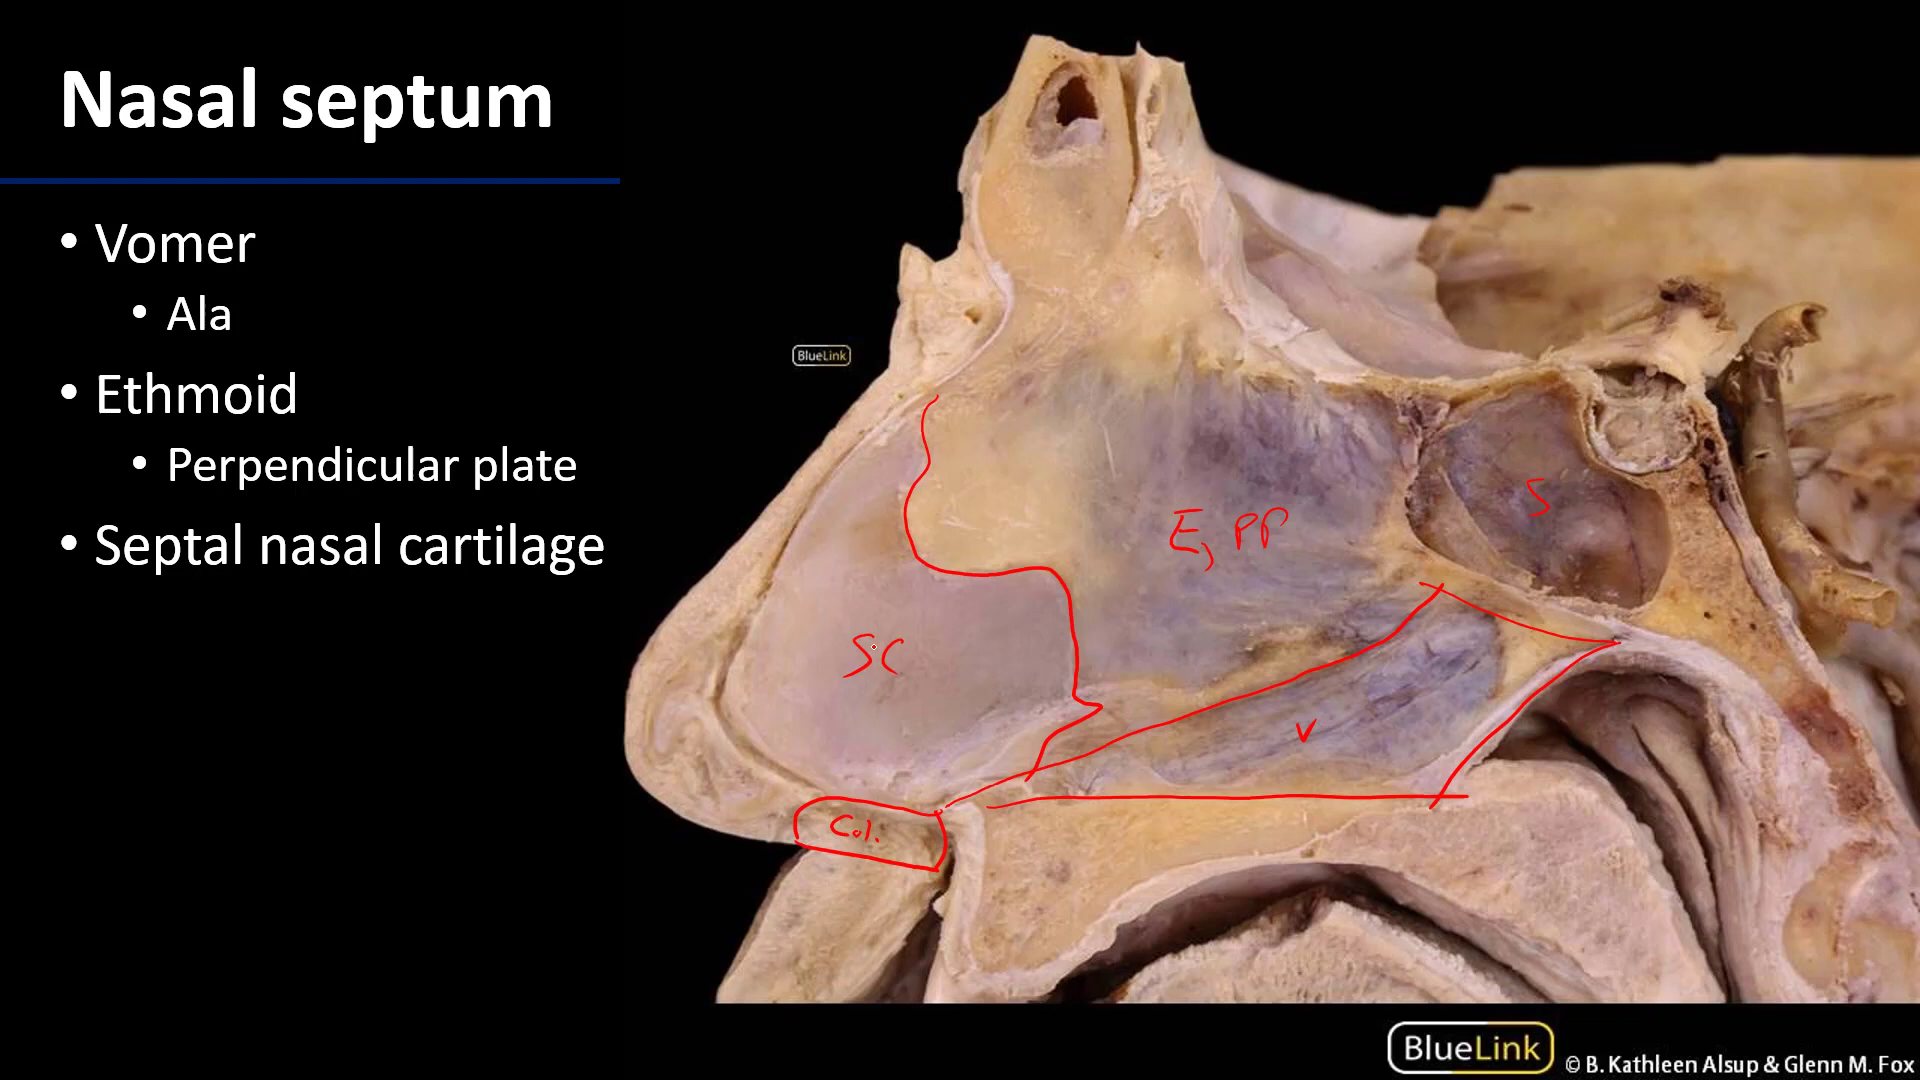 Nasal septum
• Vomer
• Ala
• Ethmoid
• Perpendicular plate
• Septal nasal cartilage
BlueLink
E, PP
S
SC
V
Col.
BlueLink
© B. Kathleen Alsup & Glenn M. Fox